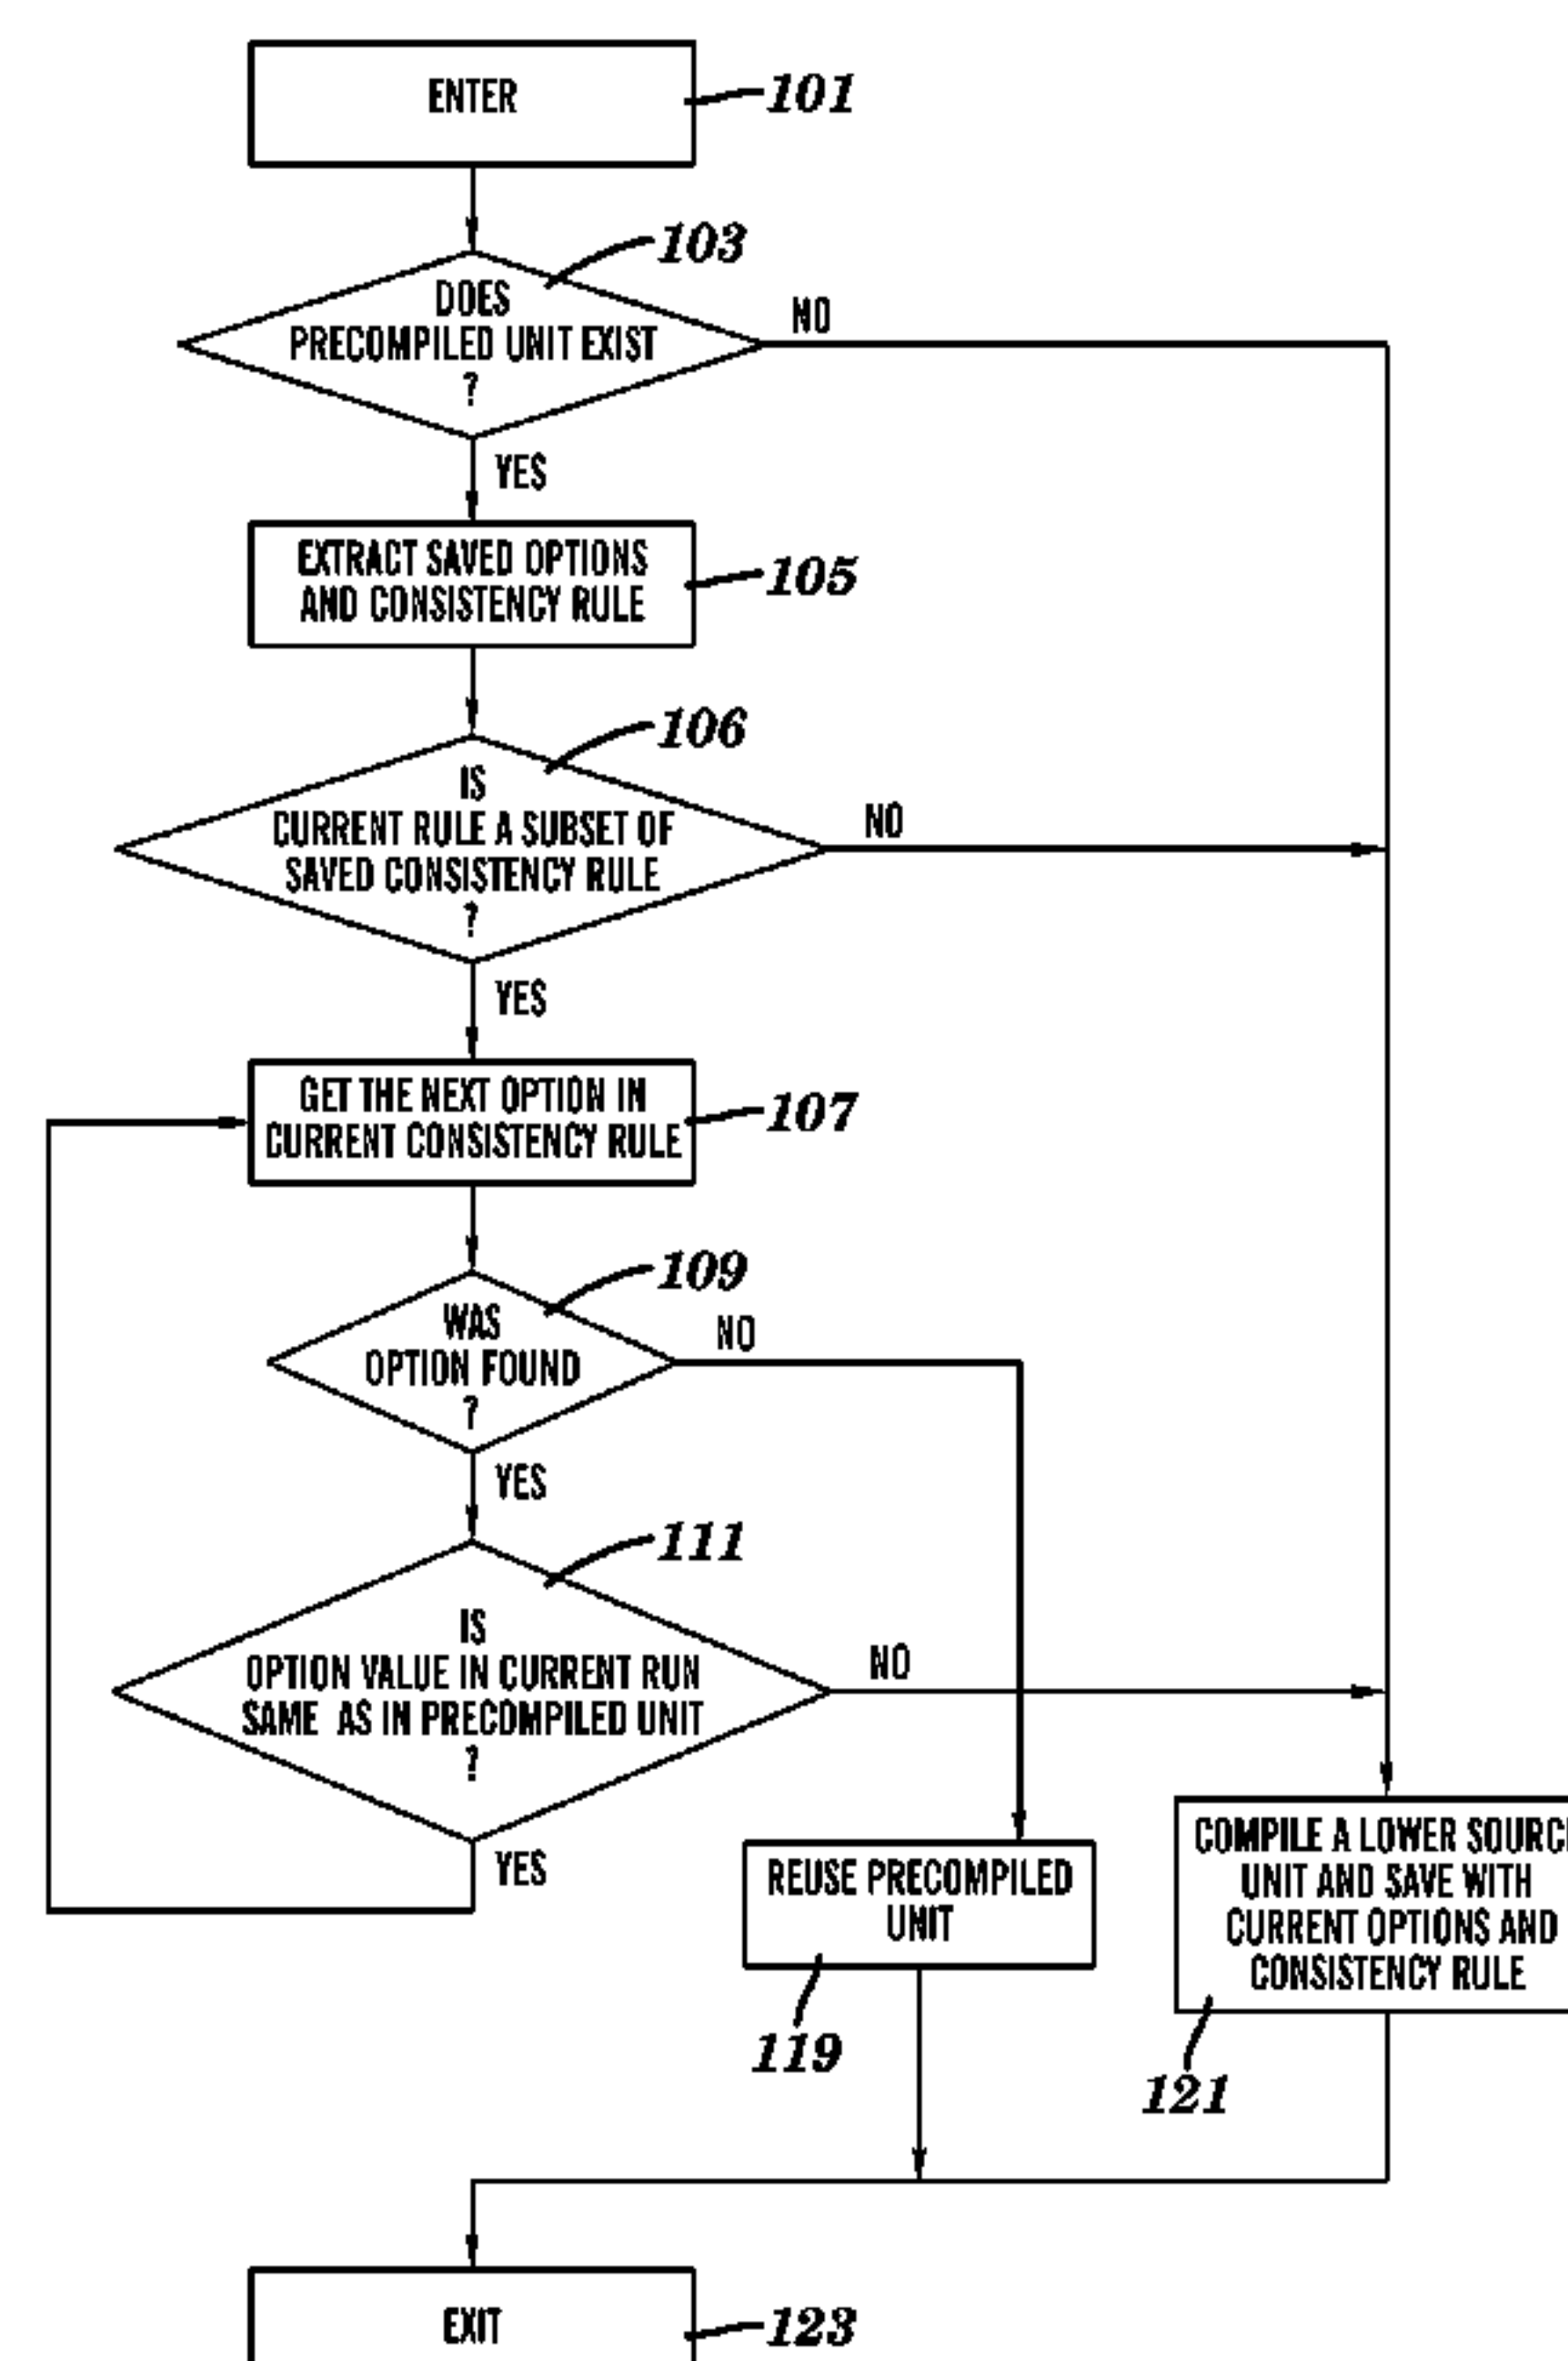 ENTER
101
103
DOES
PRECOMPILED UNIT EXIST
?
NO
YES
EXTRACT SAVED OPTIONS
AND CONSISTENCY RULE
105
106
IS
CURRENT RULE A SUBSET OF
SAVED CONSISTENCY RULE
?
NO
YES
GET THE NEXT OPTION IN
CURRENT CONSISTENCY RULE
107
109
WAS
OPTION FOUND
?
NO
YES
111
IS
OPTION VALUE IN CURRENT RUN
SAME AS IN PRECOMPILED UNIT
?
NO
YES
REUSE PRECOMPILED
UNIT
119
COMPILE A LOWER SOURC
UNIT AND SAVE WITH
CURRENT OPTIONS AND
CONSISTENCY RULE
121
EXIT
123